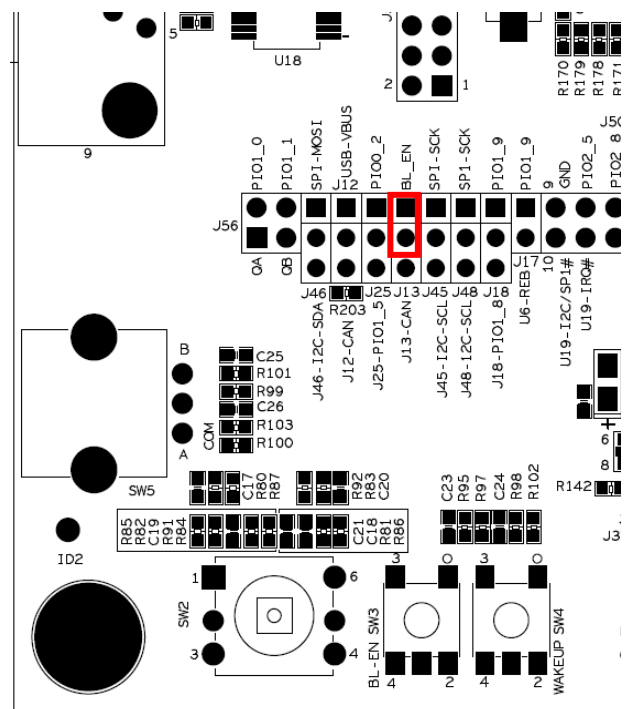 5
U18
2
1
R170
R179
R178
R171
9
PIO1_0
PIO1_1
SPI-MOSI
USB-VBUS
J12
PIO0_2
BL_EN
SPI-SCK
SP1-SCK
PIO1_9
PIO1_9
9
GND
PIO2_5
PIO2_8
J50
J56
QA
QB
J46
R203
J25
J13
J45
J48
J18
J17
10
J46-I2C-SDA
J12-CAN
J25-PIO1_5
J13-CAN
J45-I2C-SCL
J48-I2C-SCL
J18-PIO1_8
U6-REB
U19-I2C/SP1#
U19-IRQ#
B
A
COM
C25
R101
R99
C26
R103
R100
SW5
+
6
8
R142
J3
C17
R80
R87
R92
R83
C20
C23
R95
R97
C24
R98
R102
R85
R82
C19
R91
R84
C21
C18
R81
R86
ID2
SW2
1
6
3
4
BL-EN SW3
3
O
4
2
3
O
4
2
WAKEUP SW4